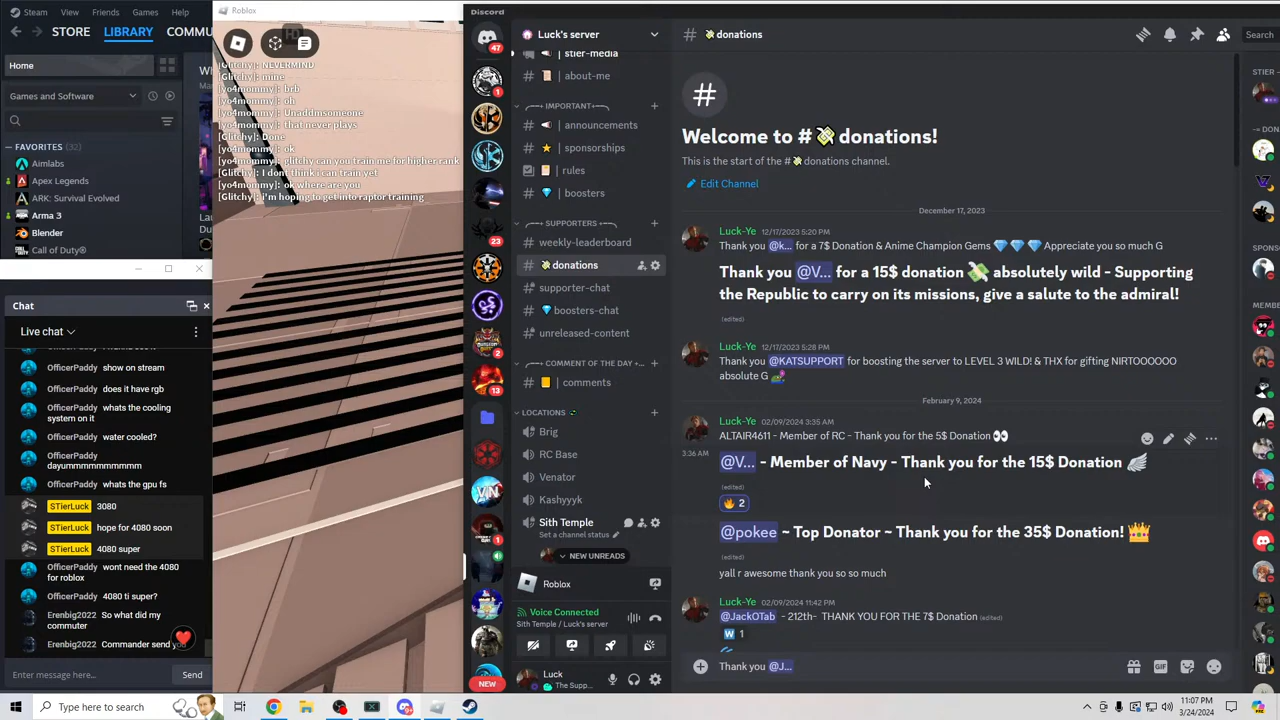 Steam
View
Friends
Games
Help
STORE
LIBRARY
COMMU
Home
Games and Software
FAVORITES (32)
Aimlabs
Apex Legends
ARK: Survival Evolved
Arma 3
Blender
Call of Duty®
Chat
Live chat
show on stream
OfficerPaddy does it have rgb
OfficerPaddy whats the cooling
OfficerPaddy water cooled?
OfficerPaddy
dayummmmmmmmm
OfficerPaddy whats the gpu fs
STierLuck 3080
STierLuck hope for 4080 soon
STierLuck 4080 super
OfficerPaddy wont need the 4080
for roblox
OfficerPaddy 4080 ti super?
Erenbig2022 So whats did my
commuter
Erenbig2022 Commander send you
Enter message here...
Send
Roblox
[Glitchy]: NEVERMIND
[Glitchy]: mine
[yo4mommy]: brb
[yo4mommy]: oh
[yo4mommy]: Unaddmsomeone
[yo4mommy]: that never plays
[Glitchy]: Done
[yo4mommy]: ok
[yo4mommy]: glitchy can you train me for higher rank
[Glitchy]: I dont think i can train yet
[yo4mommy]: ok where are you
[Glitchy]: i'm hoping to get into raptor training
Discord
47
1
23
2
13
1
NEW
Luck's server
stier-media
about-me
IMPORTANT
announcements
sponsorships
rules
boosters
SUPPORTERS
weekly-leaderboard
donations
supporter-chat
boosters-chat
unreleased-content
COMMENT OF THE DAY
comments
LOCATIONS
Brig
RC Base
Venator
Kashyyyk
Sith Temple
Set a channel status
NEW UNREADS
Roblox
Voice Connected
Sith Temple / Luck's server
Luck
The Supp...
# 💸donations
Search
Welcome to # 💸 donations!
This is the start of the # 💸 donations channel.
Edit Channel
December 17, 2023
Luck-Ye 12/17/2023 5:20 PM
Thank you @k... for a 7$ Donation & Anime Champion Gems 💎 💎 💎 Appreciate you so much G
Thank you @V... for a 15$ donation 💸 absolutely wild - Supporting
the Republic to carry on its missions, give a salute to the admiral!
(edited)
Luck-Ye 12/17/2023 5:28 PM
Thank you @KATSUPPORT for boosting the server to LEVEL 3 WILD! & THX for gifting NIRTOOOOOO
absolute G
February 9, 2024
Luck-Ye 02/09/2024 3:35 AM
ALTAIR4611 - Member of RC - Thank you for the 5$ Donation 👀
3:36 AM @V... - Member of Navy - Thank you for the 15$ Donation
(edited)
🔥 2
@pokee ~ Top Donator ~ Thank you for the 35$ Donation! 👑
(edited)
yall r awesome thank you so so much
Luck-Ye 02/09/2024 11:42 PM
@JackOTab - 212th- THANK YOU FOR THE 7$ Donation (edited)
W 1
Thank you @J...
GIF
STIER -
DON
SPONS
MEMBE
Type here to search
11:07 PM
3/24/2024